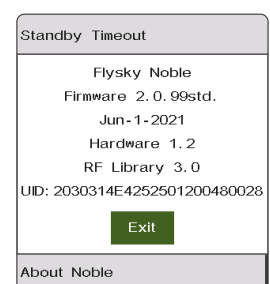 Standby Timeout
Flysky Noble
Firmware 2.0.99std.
Jun-1-2021
Hardware 1.2
RF Library 3.0
UID: 2030314E4252501200480028
Exit
About Noble